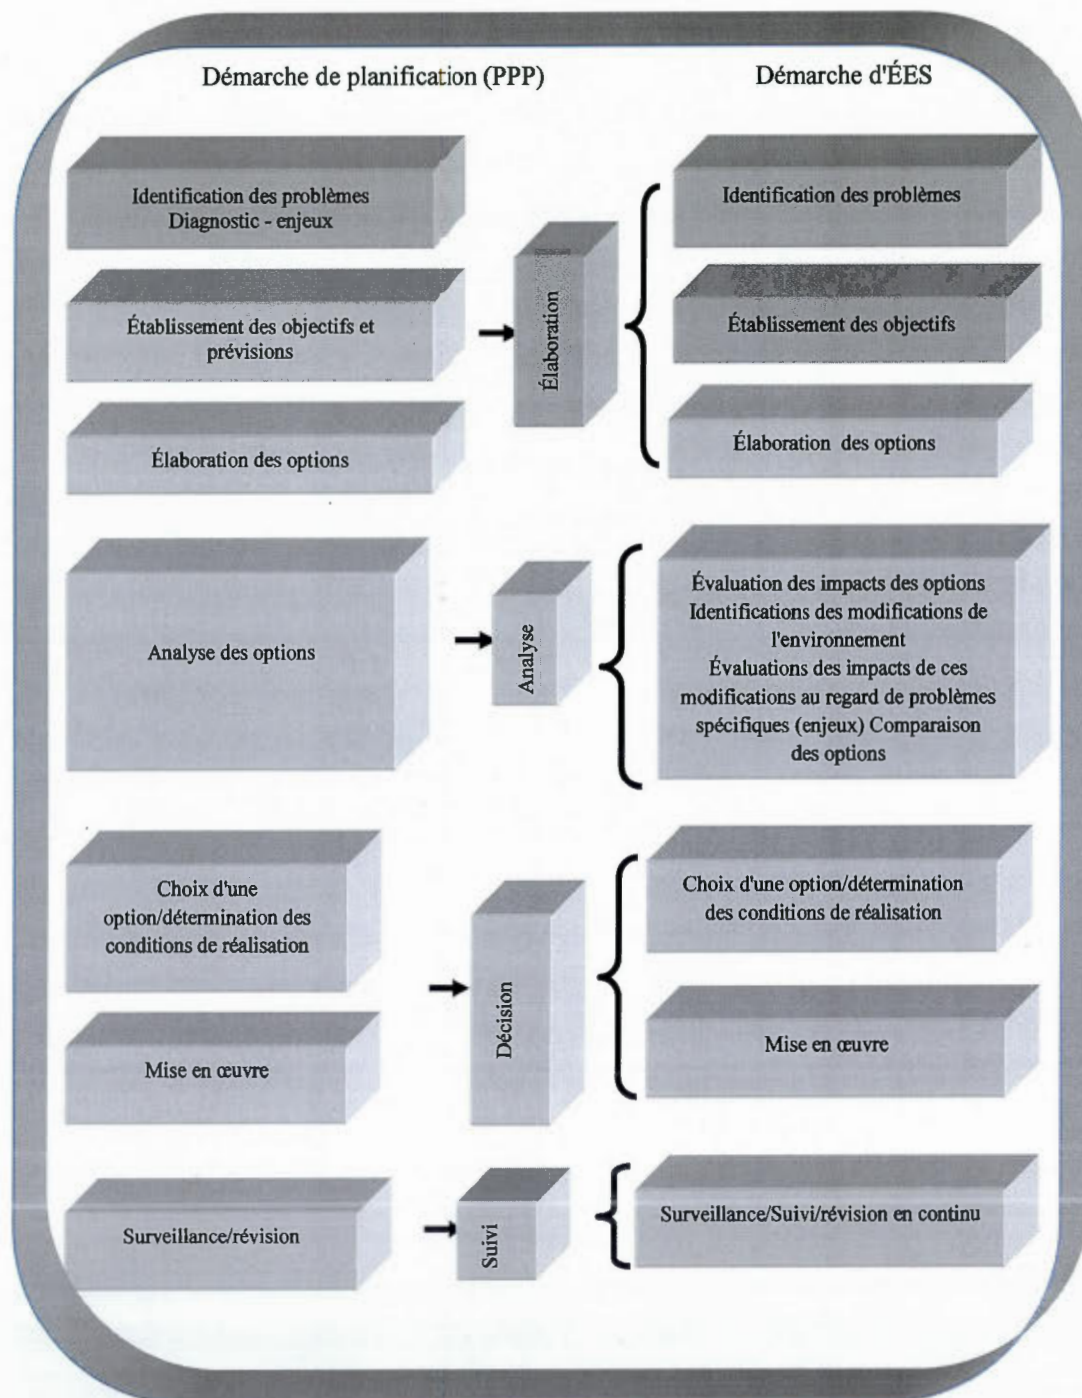 Démarche de planification (PPP)
Démarche d'ÉES
Identification des problèmes
Diagnostic - enjeux
Établissement des objectifs et
prévisions
Élaboration des options
Élaboration
Identification des problèmes
Établissement des objectifs
Élaboration des options
Analyse des options
Analyse
Évaluation des impacts des options
Identifications des modifications de
l'environnement
Évaluations des impacts de ces
modifications au regard de problèmes
spécifiques (enjeux) Comparaison
des options
Choix d'une
option/détermination des
conditions de réalisation
Mise en œuvre
Décision
Choix d'une option/détermination
des conditions de réalisation
Mise en œuvre
Surveillance/révision
Suivi
Surveillance/Suivi/révision en continu